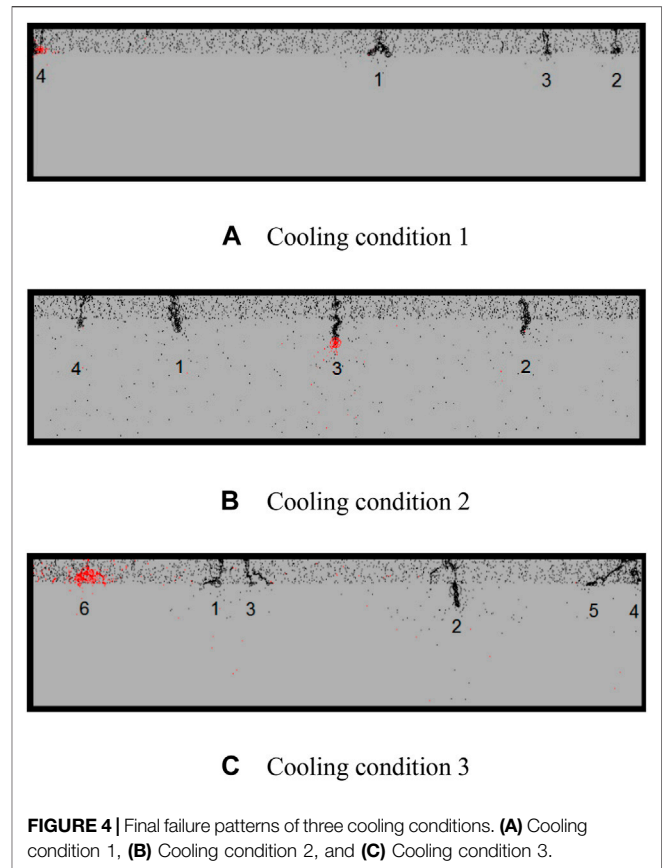 4 1 3 2
A Cooling condition 1
4 1 3 2
B Cooling condition 2
6 1 3 2 5 4
C Cooling condition 3
FIGURE 4 | Final failure patterns of three cooling conditions. (A) Cooling
condition 1, (B) Cooling condition 2, and (C) Cooling condition 3.